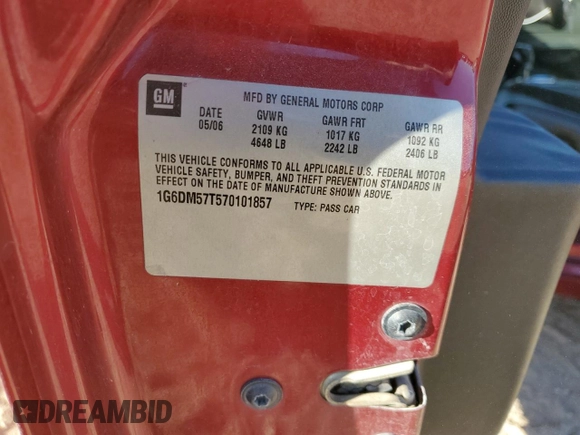 GM
MFD BY GENERAL MOTORS CORP
DATE GVWR GAWR FRT GAWR RR
05/06 2109 KG 1017 KG 1092 KG
4648 LB 2242 LB 2406 LB
THIS VEHICLE CONFORMS TO ALL APPLICABLE U.S. FEDERAL MOTOR
VEHICLE SAFETY, BUMPER, AND THEFT PREVENTION STANDARDS IN
EFFECT ON THE DATE OF MANUFACTURE SHOWN ABOVE.
1G6DM57T570101857 TYPE: PASS CAR
DREAMBID